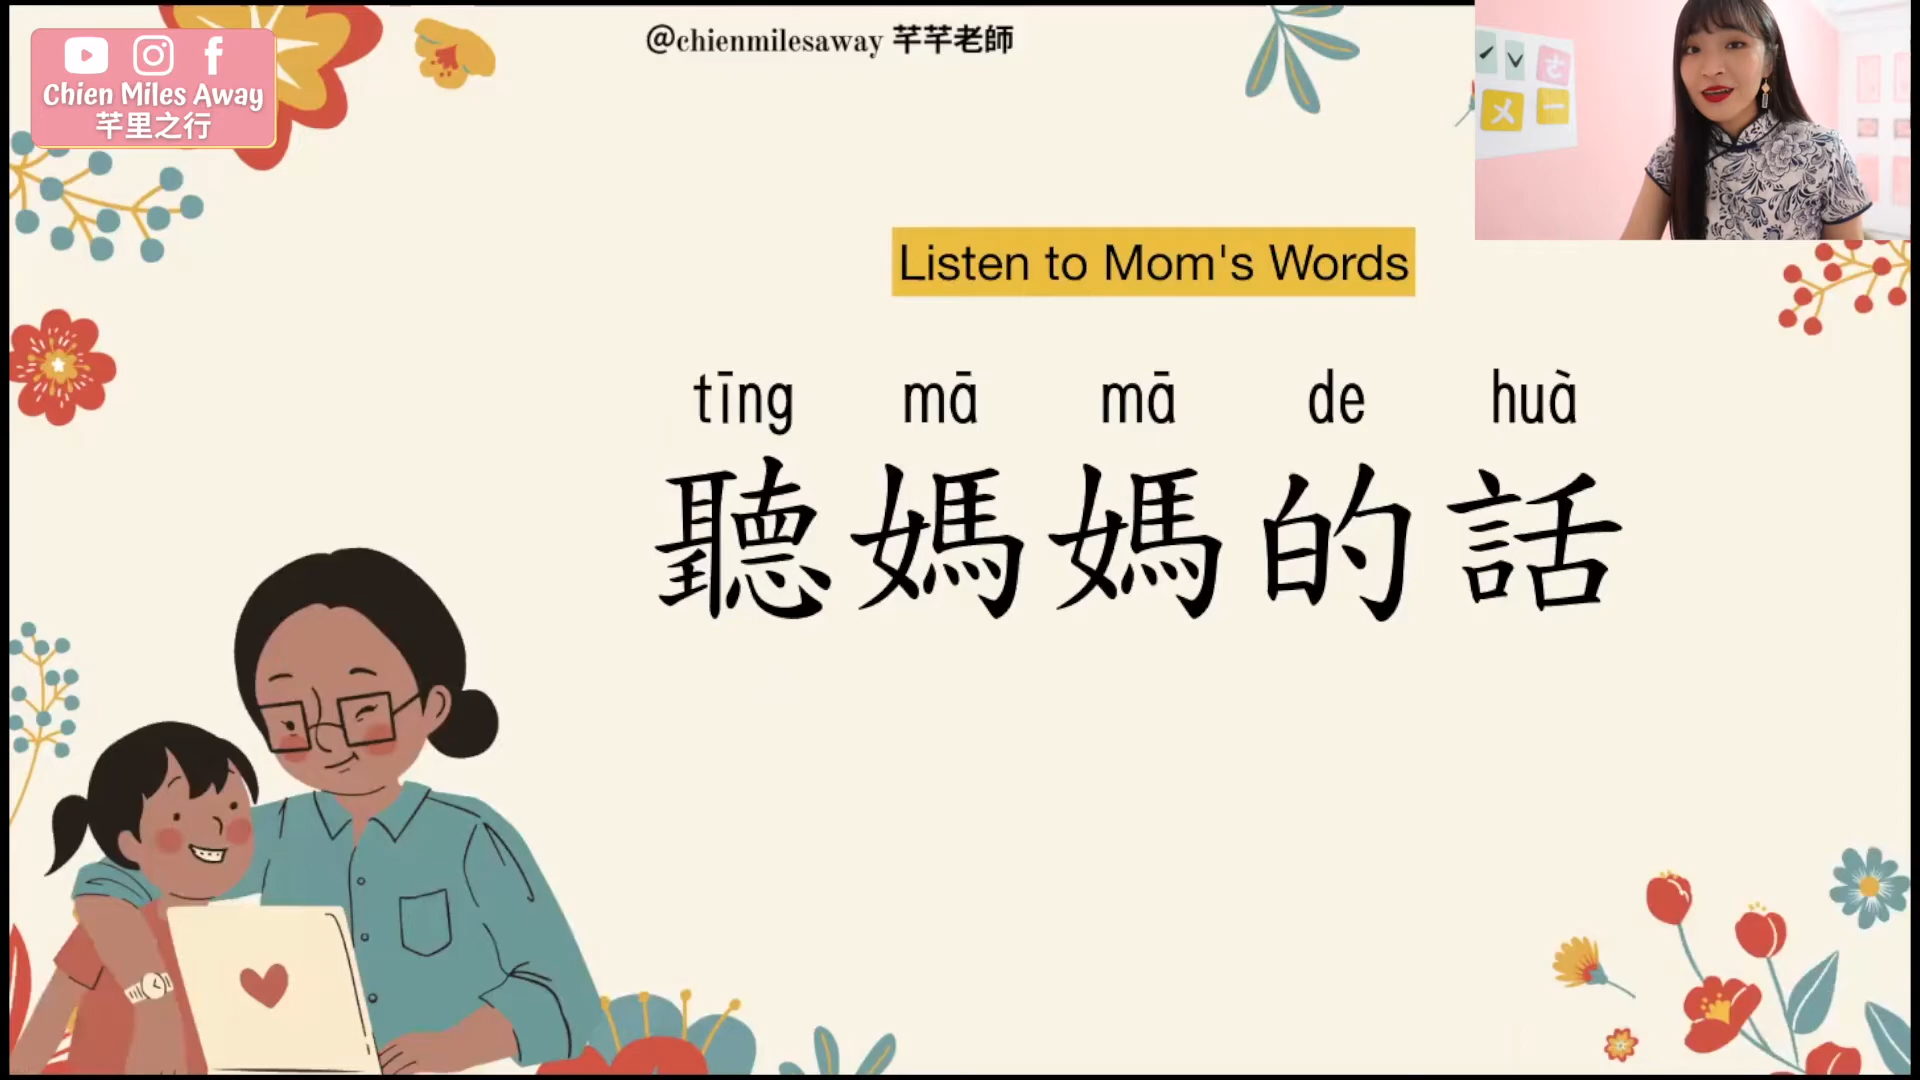 Chien Miles Away
芊里之行
@chienmilesaway 芊芊老師
ㄜ
ㄨ 一
Listen to Mom's Words
tīng mā mā de huà
聽媽媽的話